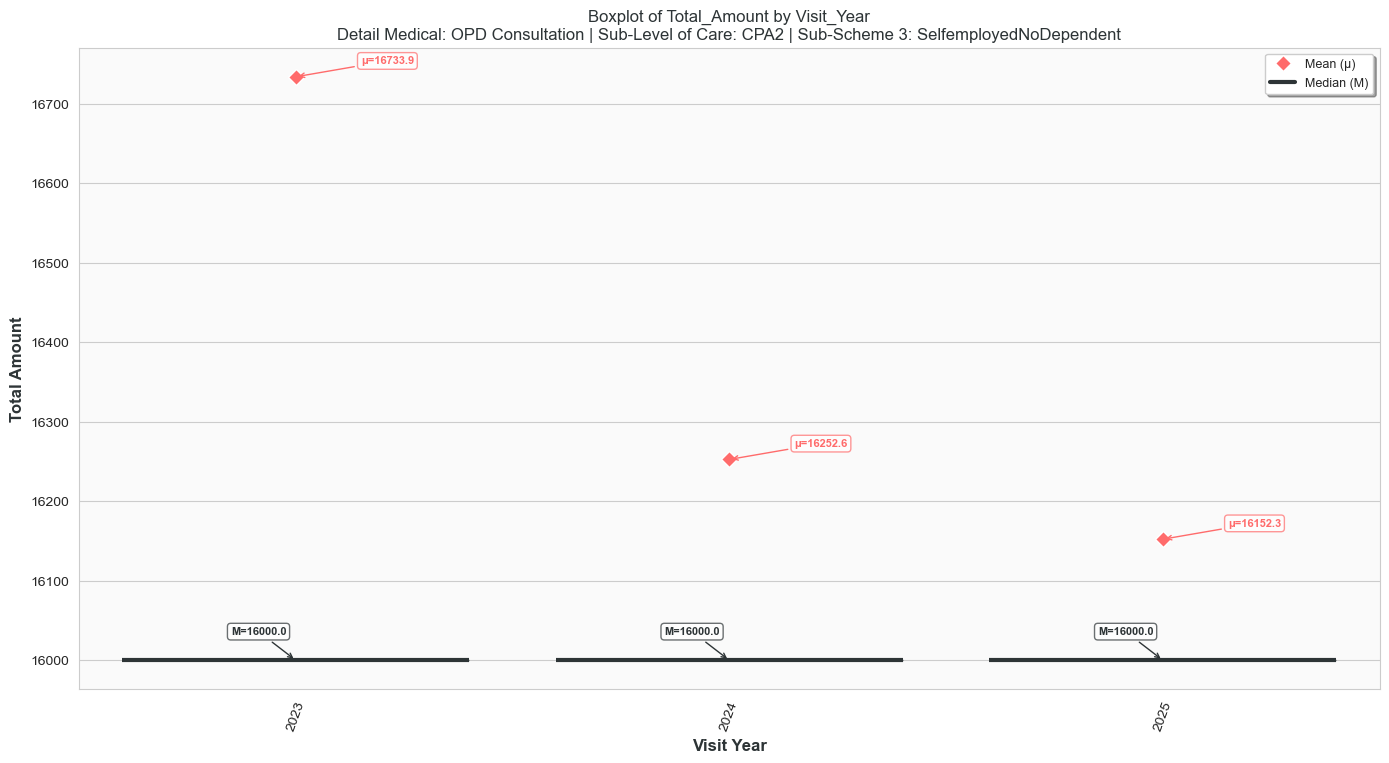 Boxplot of Total_Amount by Visit_Year
Detail Medical: OPD Consultation | Sub-Level of Care: CPA2 | Sub-Scheme 3: SelfemployedNoDependent
Mean (μ)
Median (M)
μ=16733.9
μ=16252.6
μ=16152.3
M=16000.0
M=16000.0
M=16000.0
Total Amount
16700
16600
16500
16400
16300
16200
16100
16000
2023
2024
2025
Visit Year